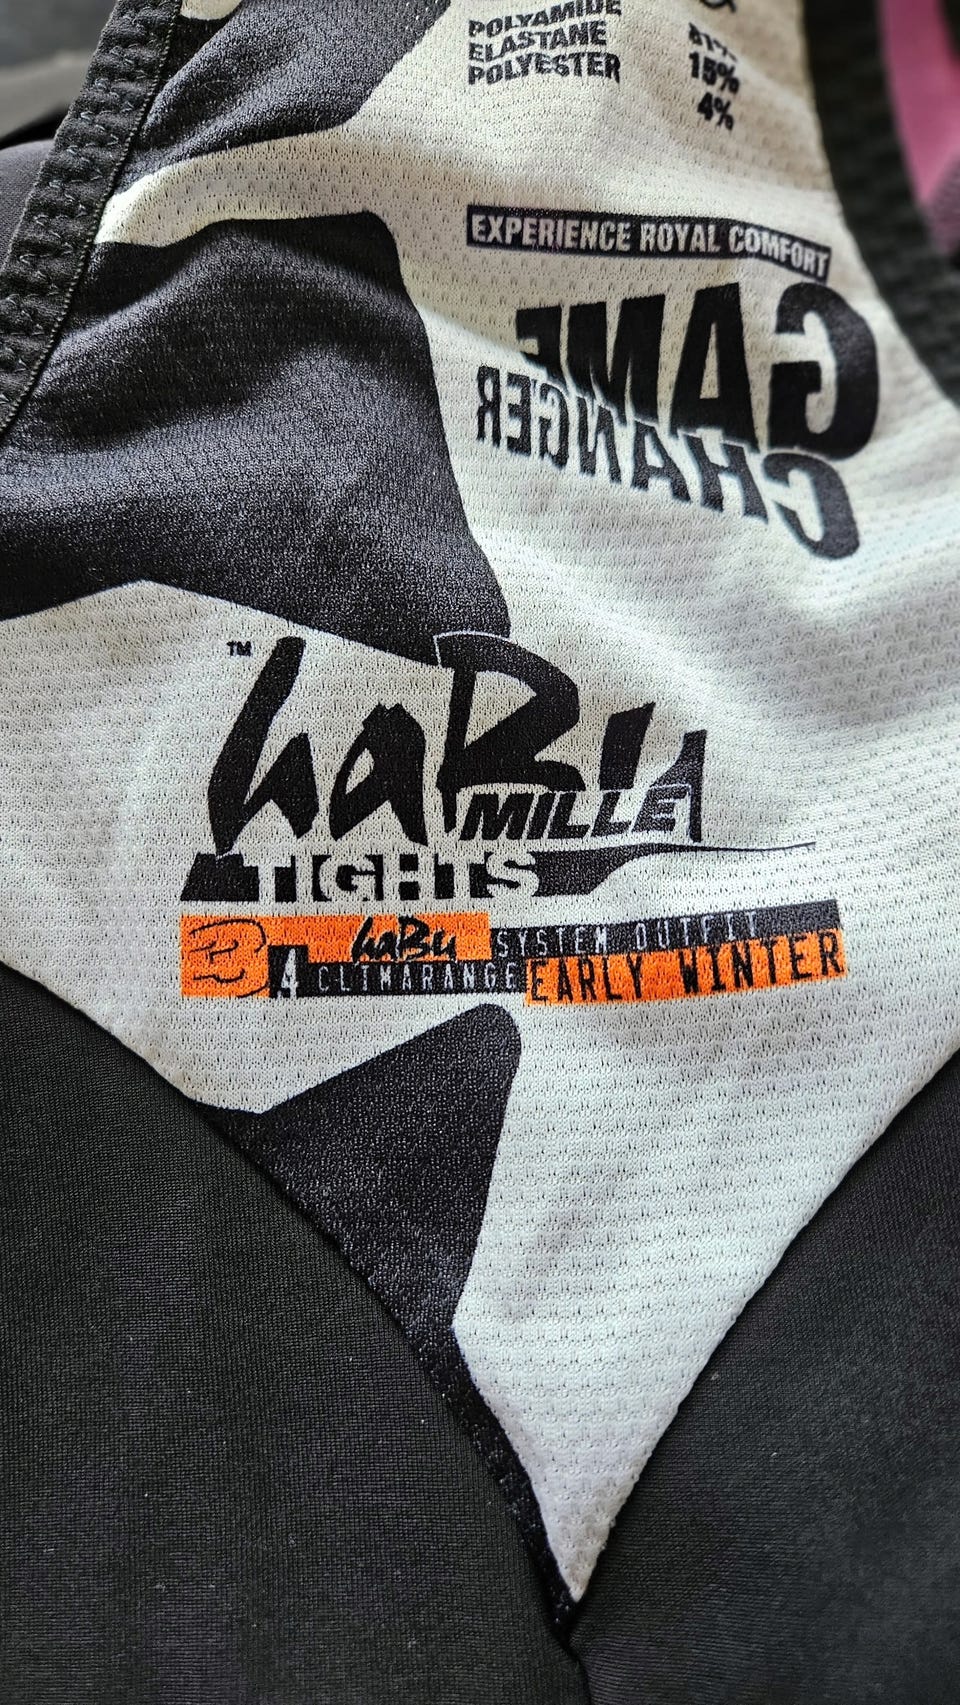 POLYAMIDE 81%
ELASTANE 15%
POLYESTER 4%
EXPERIENCE ROYAL COMFORT
GAME
CHANGER
™
haBu
MILLE
TIGHTS
3 haBu SYSTEM OUTFIT
/4 CLIMARANGE EARLY WINTER